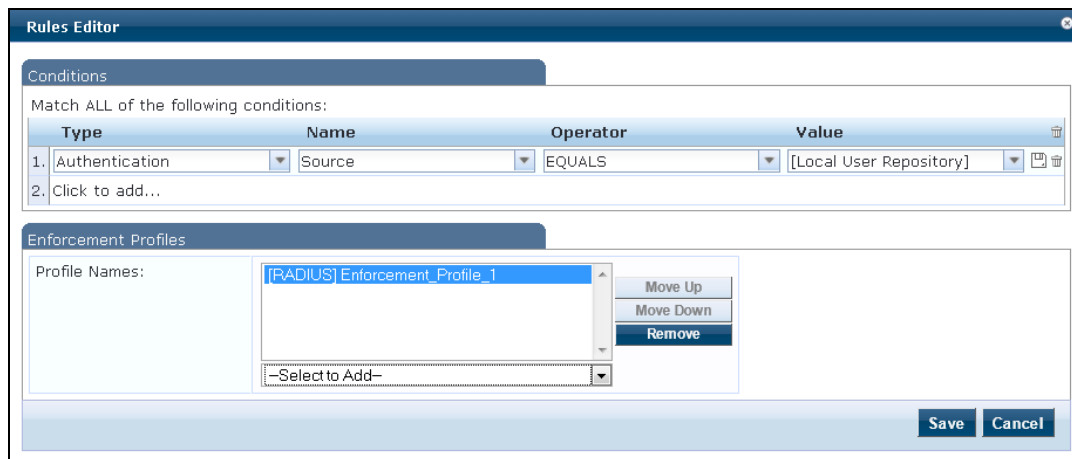 Rules Editor
Conditions
Match ALL of the following conditions:
Type Name Operator Value
1. Authentication Source EQUALS [Local User Repository]
2. Click to add...
Enforcement Profiles
Profile Names:
[RADIUS] Enforcement_Profile_1
Move Up
Move Down
Remove
--Select to Add--
Save Cancel